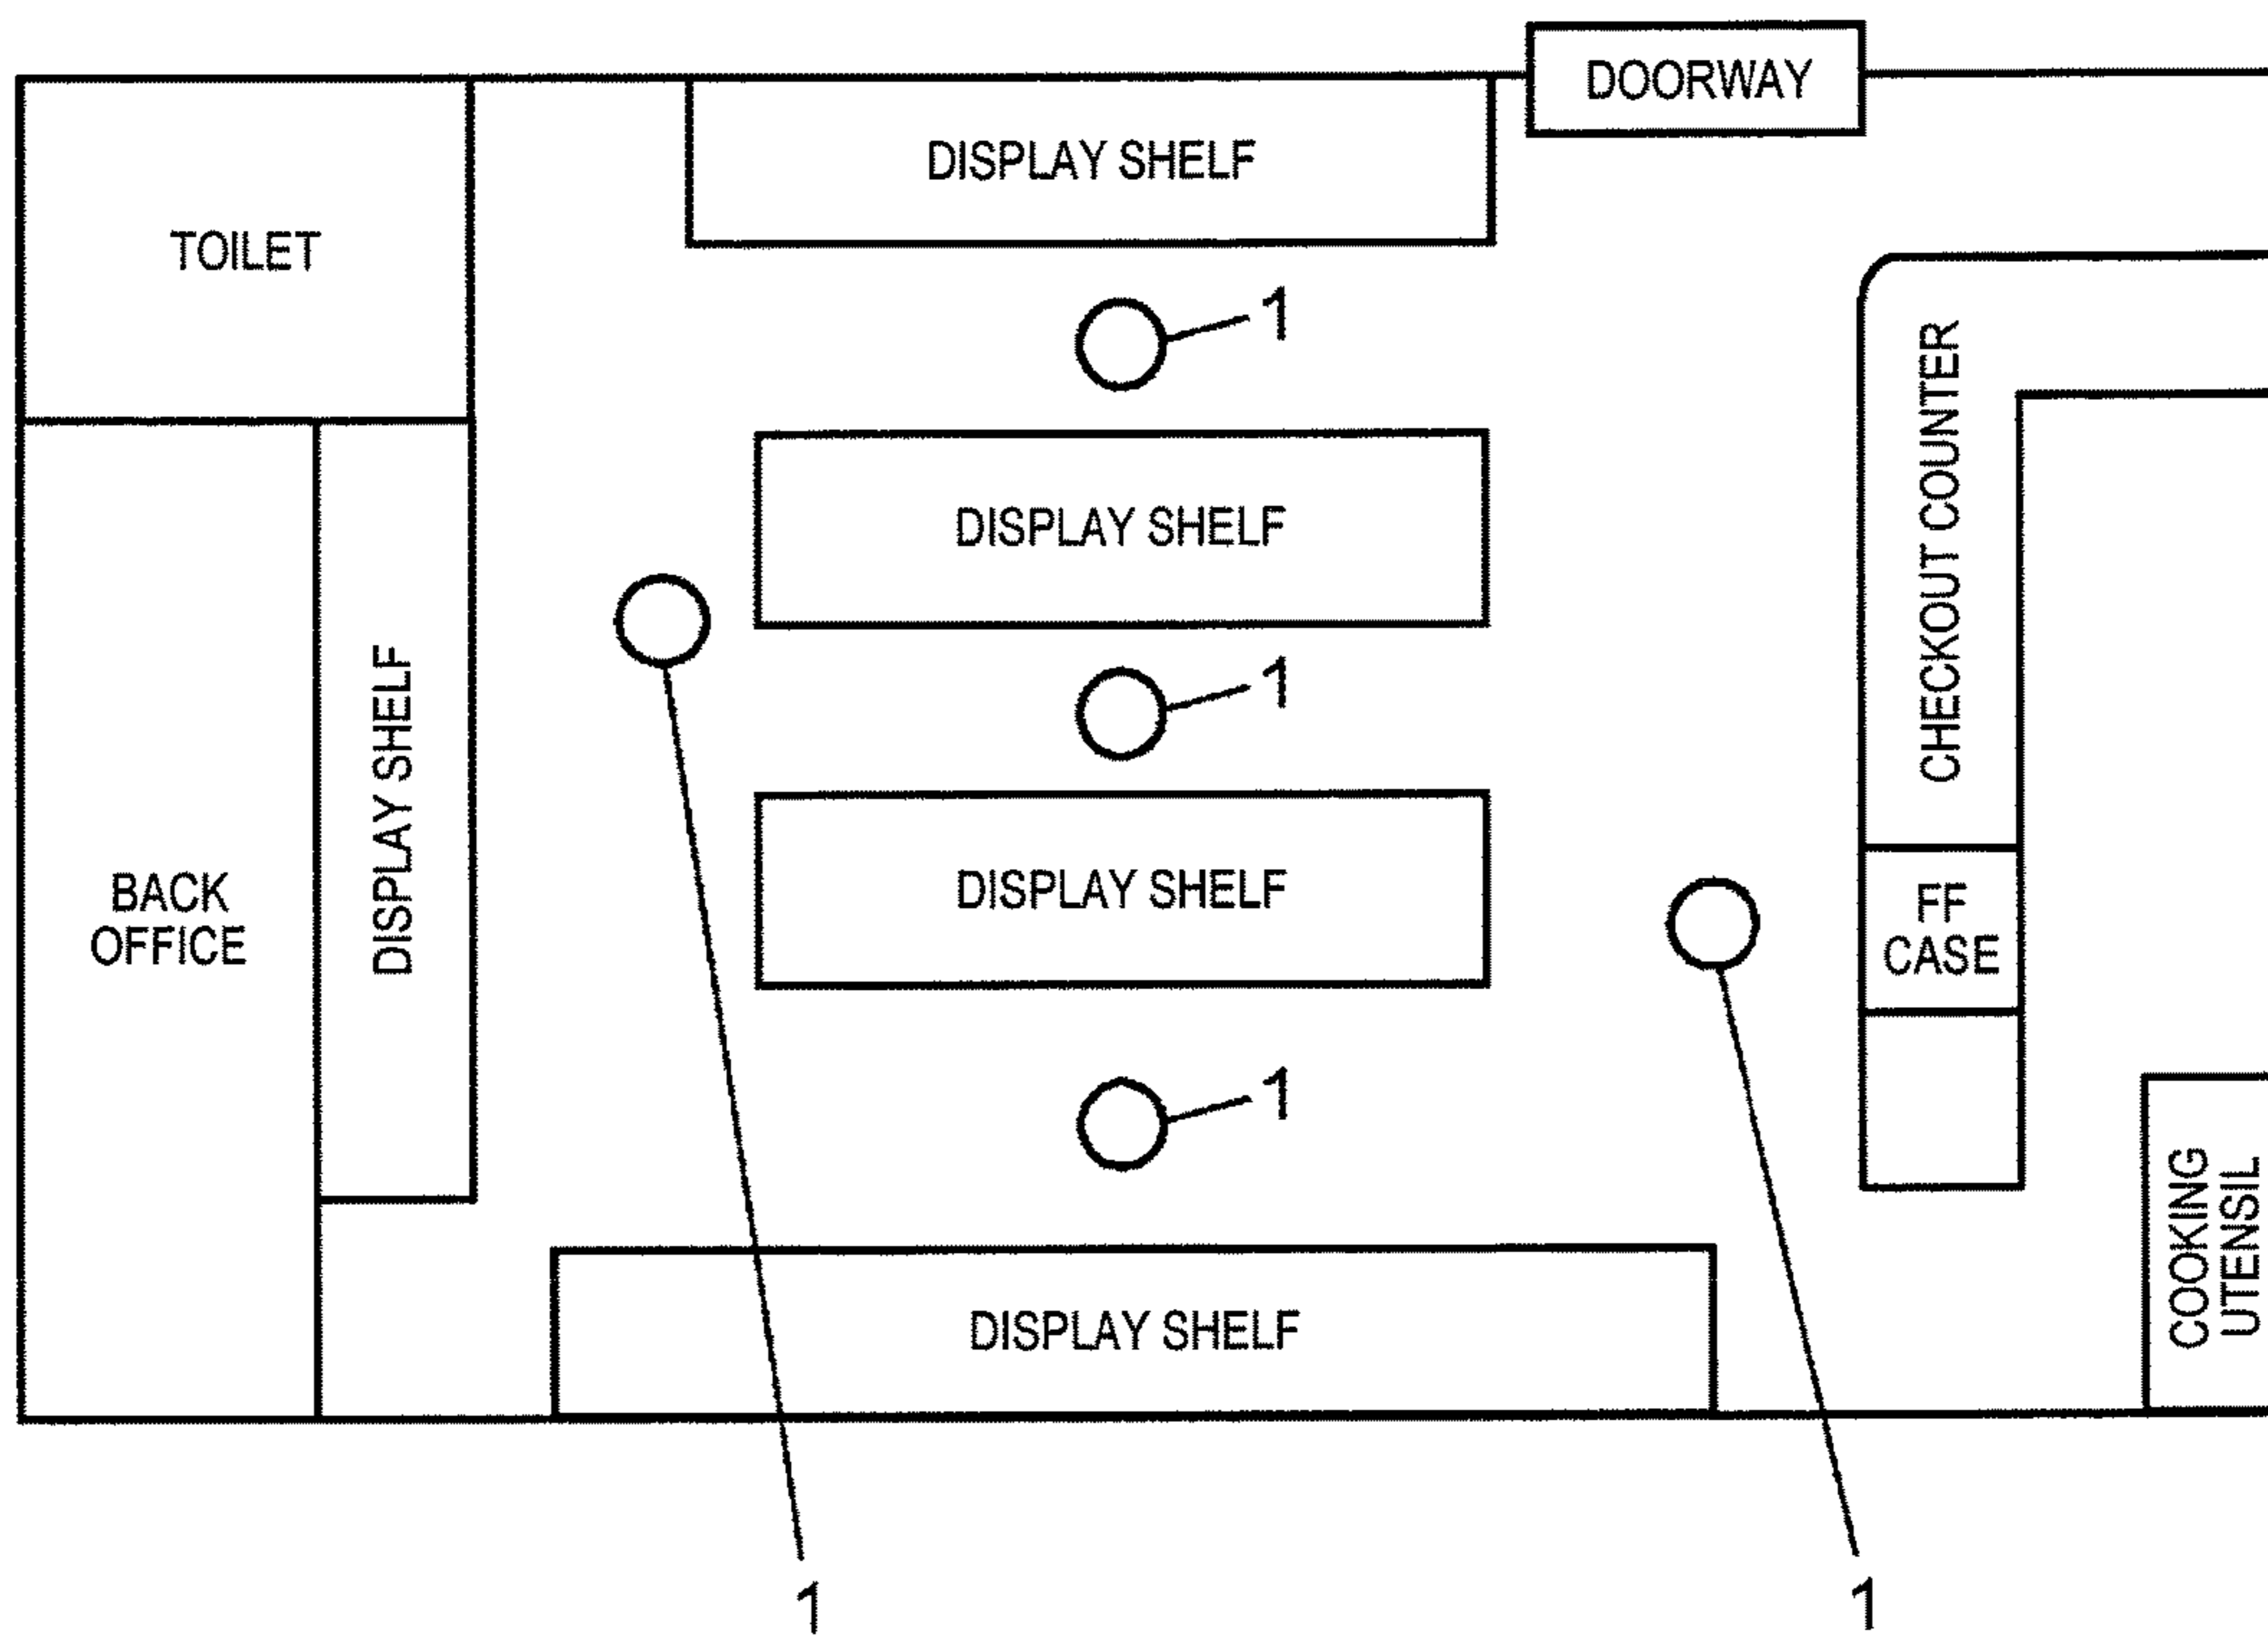 DOORWAY
DISPLAY SHELF
TOILET
1
CHECKOUT COUNTER
DISPLAY SHELF
1
DISPLAY SHELF
DISPLAY SHELF
BACK
OFFICE
FF
CASE
1
COOKING
UTENSIL
DISPLAY SHELF
1
1